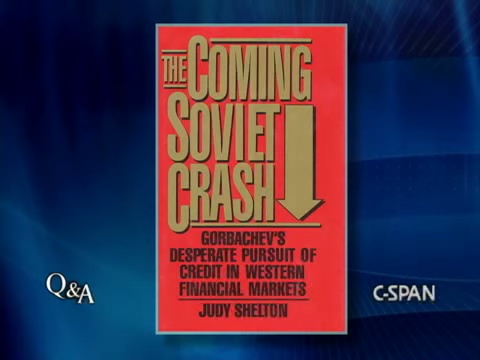 THE COMING
SOVIET
CRASH
GORBACHEV'S
DESPERATE PURSUIT OF
CREDIT IN WESTERN
FINANCIAL MARKETS
JUDY SHELTON
Q&A
C-SPAN